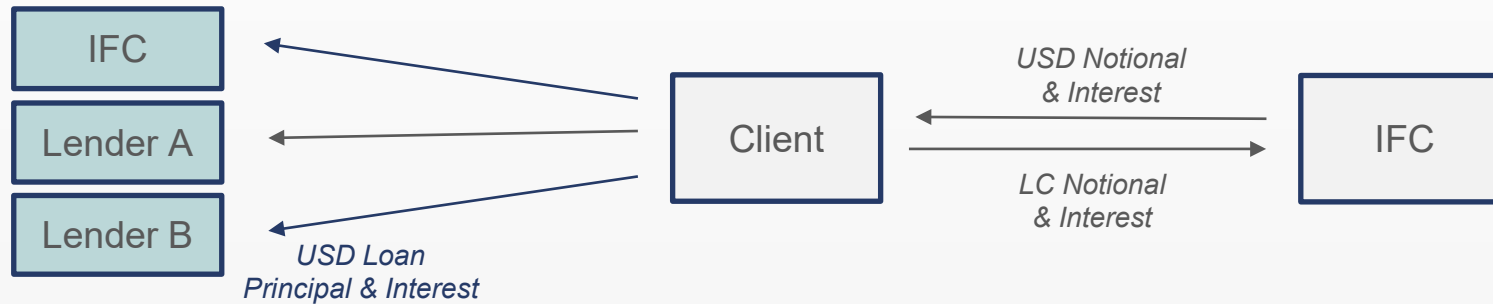 IFC
Lender A
Lender B
USD Loan
Principal & Interest
Client
USD Notional
& Interest
LC Notional
& Interest
IFC